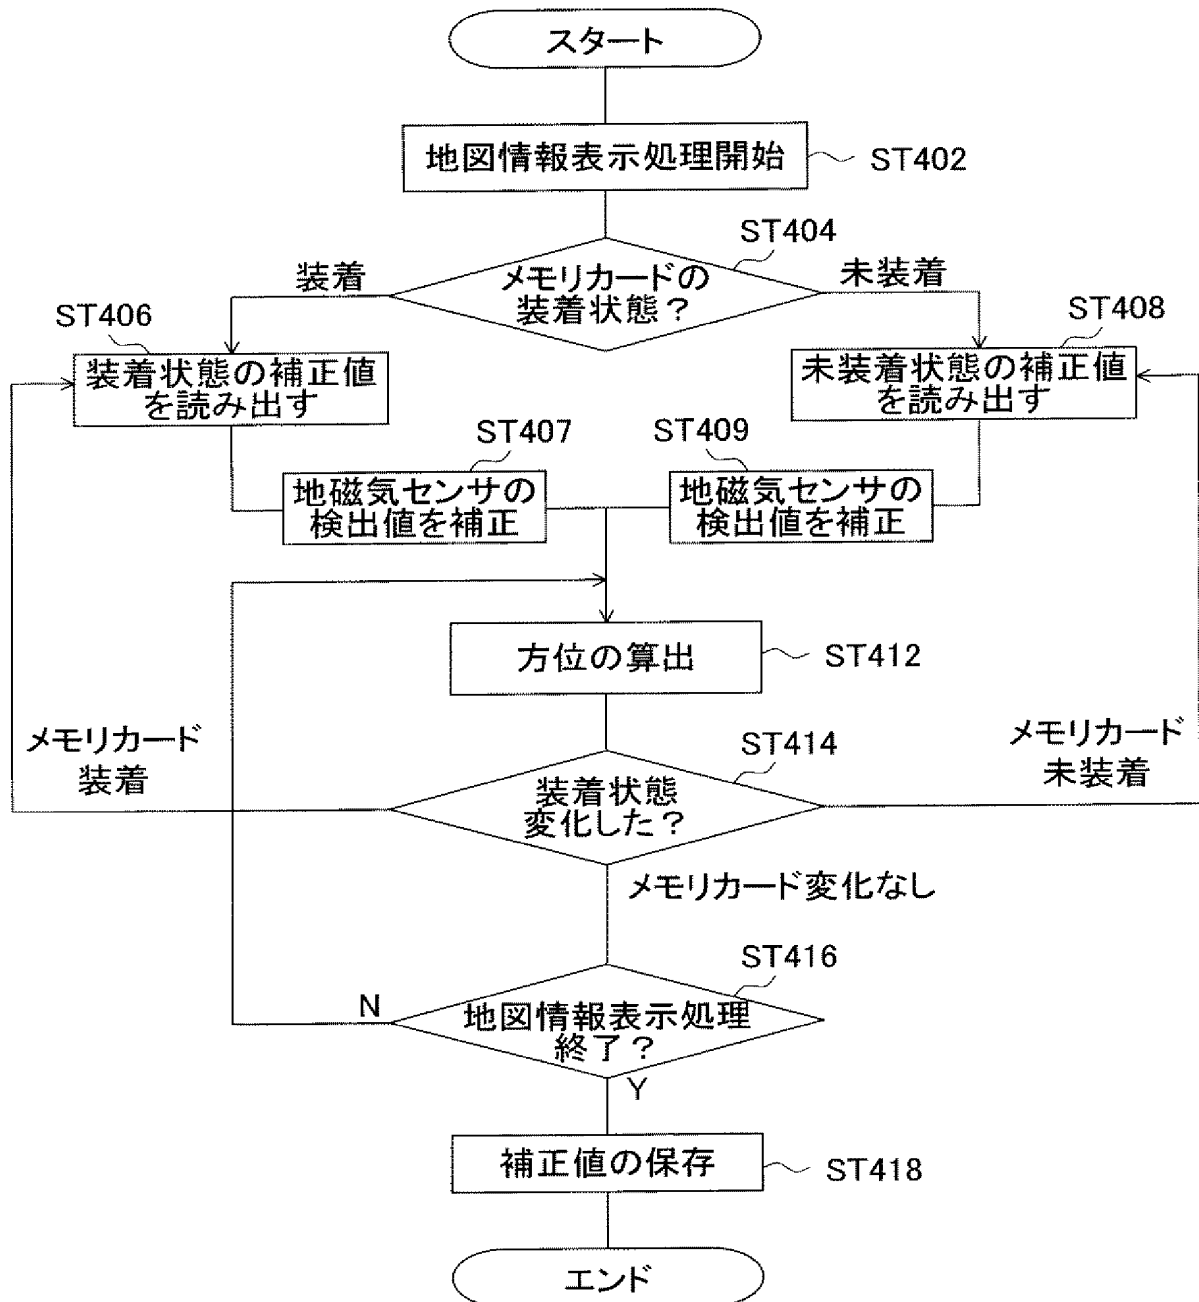 スタート
地図情報表示処理開始
ST402
ST404
メモリカードの
装着状態？
装着
未装着
ST406
装着状態の補正値
を読み出す
ST408
未装着状態の補正値
を読み出す
ST407
地磁気センサの
検出値を補正
ST409
地磁気センサの
検出値を補正
方位の算出
ST412
メモリカード
装着
ST414
装着状態
変化した？
メモリカード
未装着
メモリカード変化なし
ST416
N
地図情報表示処理
終了？
Y
補正値の保存
ST418
エンド